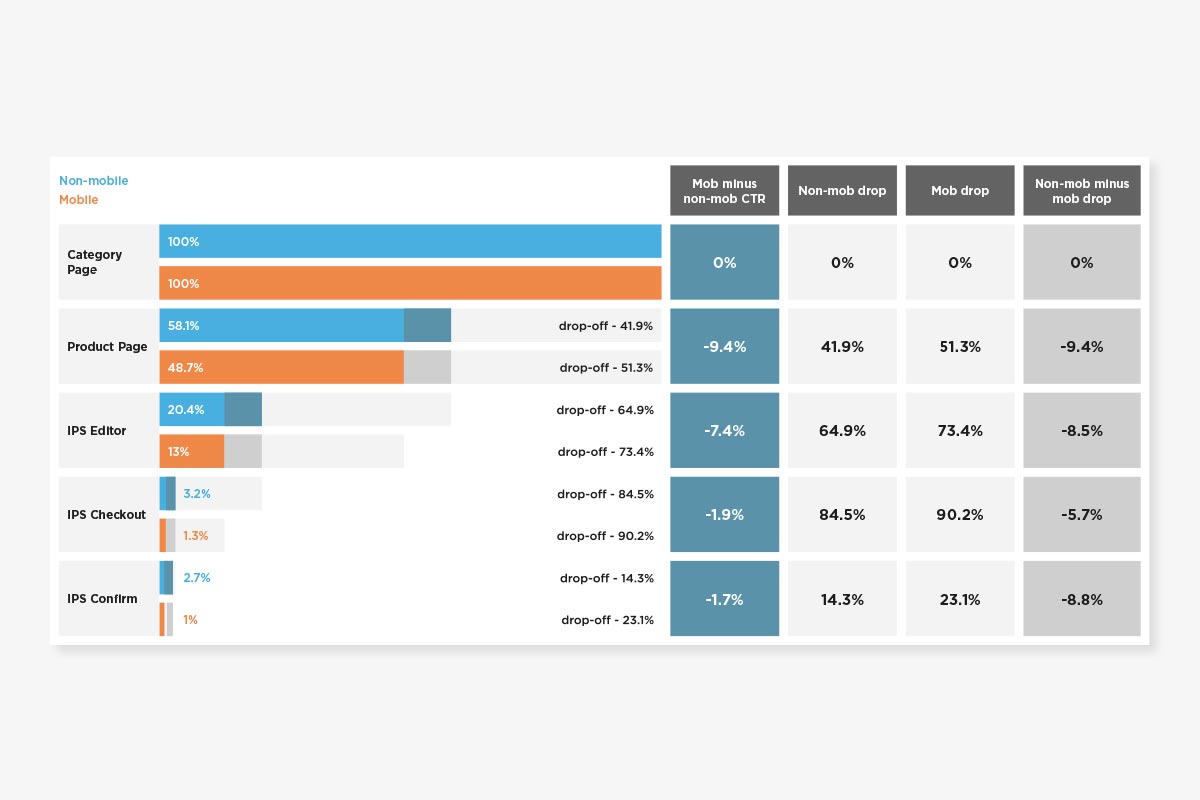 Non-mobile
Mobile
Mob minus
non-mob CTR
Non-mob drop
Mob drop
Non-mob minus
mob drop
Category
Page
100%
100%
0%
0%
0%
0%
Product Page
58.1%
drop-off - 41.9%
48.7%
drop-off - 51.3%
-9.4%
41.9%
51.3%
-9.4%
IPS Editor
20.4%
drop-off - 64.9%
13%
drop-off - 73.4%
-7.4%
64.9%
73.4%
-8.5%
IPS Checkout
3.2%
drop-off - 84.5%
1.3%
drop-off - 90.2%
-1.9%
84.5%
90.2%
-5.7%
IPS Confirm
2.7%
drop-off - 14.3%
1%
drop-off - 23.1%
-1.7%
14.3%
23.1%
-8.8%